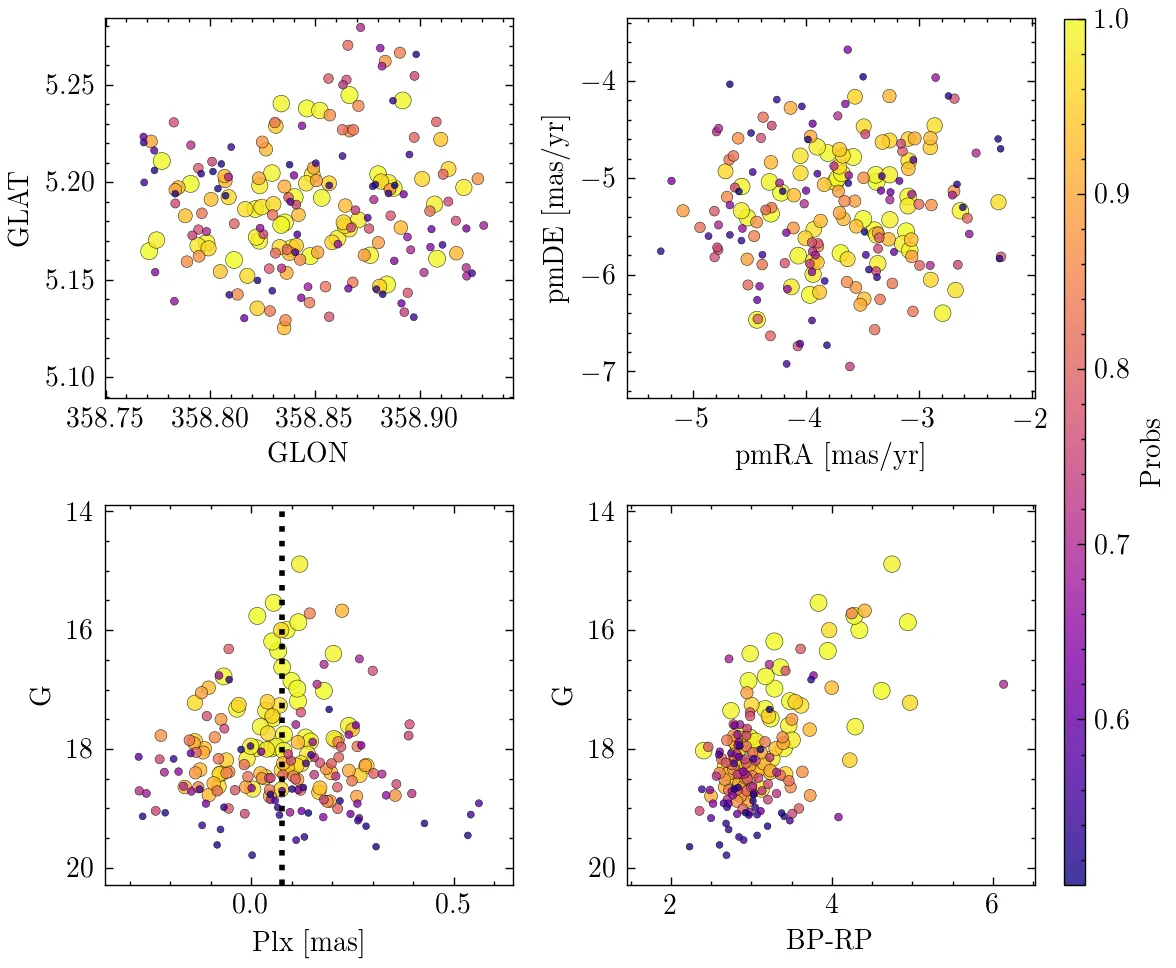 5.25
5.20
5.15
5.10
GLAT
358.75 358.80 358.85 358.90
GLON
−4
−5
−6
−7
pmDE [mas/yr]
−5 −4 −3 −2
pmRA [mas/yr]
1.0
0.9
0.8
0.7
0.6
Probs
14
16
18
20
G
0.0 0.5
Plx [mas]
14
16
18
20
G
2 4 6
BP-RP